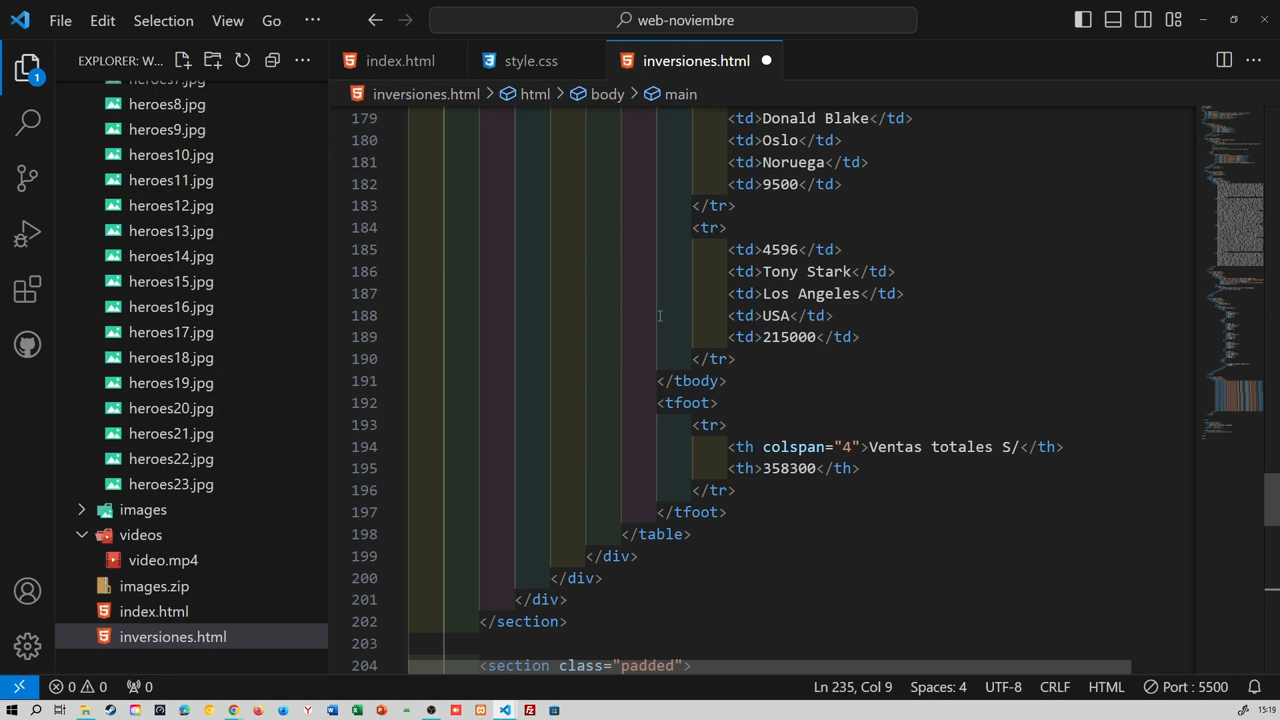 File Edit Selection View Go ··· web-noviembre
EXPLORER: W... ···
index.html style.css inversiones.html
inversiones.html > html > body > main
heroes7.jpg
heroes8.jpg
heroes9.jpg
heroes10.jpg
heroes11.jpg
heroes12.jpg
heroes13.jpg
heroes14.jpg
heroes15.jpg
heroes16.jpg
heroes17.jpg
heroes18.jpg
heroes19.jpg
heroes20.jpg
heroes21.jpg
heroes22.jpg
heroes23.jpg
images
videos
video.mp4
images.zip
index.html
inversiones.html
1
179 <td>Donald Blake</td>
180 <td>Oslo</td>
181 <td>Noruega</td>
182 <td>9500</td>
183 </tr>
184 <tr>
185 <td>4596</td>
186 <td>Tony Stark</td>
187 <td>Los Angeles</td>
188 <td>USA</td>
189 <td>215000</td>
190 </tr>
191 </tbody>
192 <tfoot>
193 <tr>
194 <th colspan="4">Ventas totales S/</th>
195 <th>358300</th>
196 </tr>
197 </tfoot>
198 </table>
199 </div>
200 </div>
201 </div>
202 </section>
203
204 <section class="padded">
0 0 0 Ln 235, Col 9 Spaces: 4 UTF-8 CRLF HTML Port : 5500
15:19